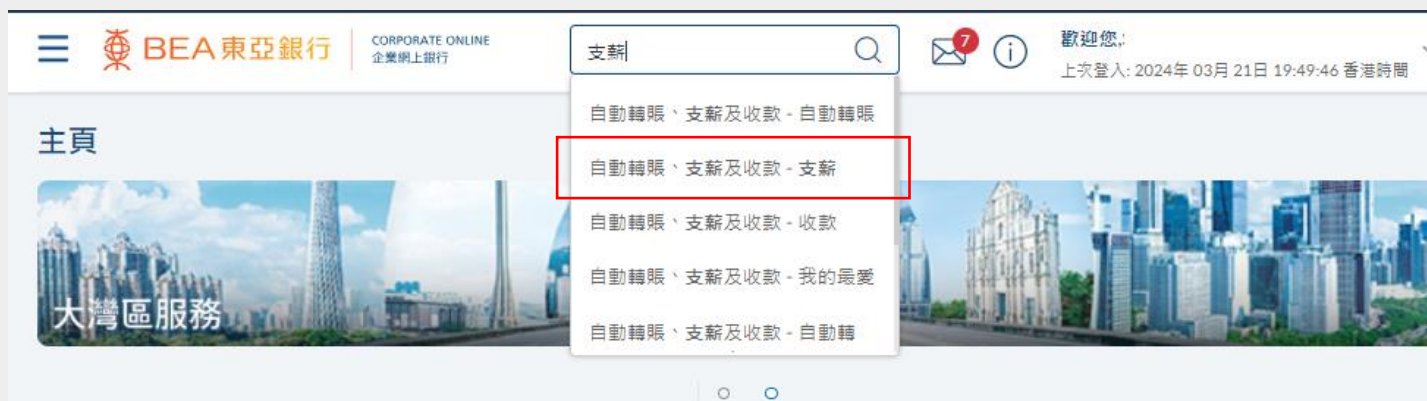 BEA東亞銀行
CORPORATE ONLINE
企業網上銀行
支薪
7
歡迎您,:
上次登入: 2024年 03月 21日 19:49:46 香港時間
自動轉賬、支薪及收款 - 自動轉賬
自動轉賬、支薪及收款 - 支薪
自動轉賬、支薪及收款 - 收款
自動轉賬、支薪及收款 - 我的最愛
自動轉賬、支薪及收款 - 自動轉
主頁
大灣區服務